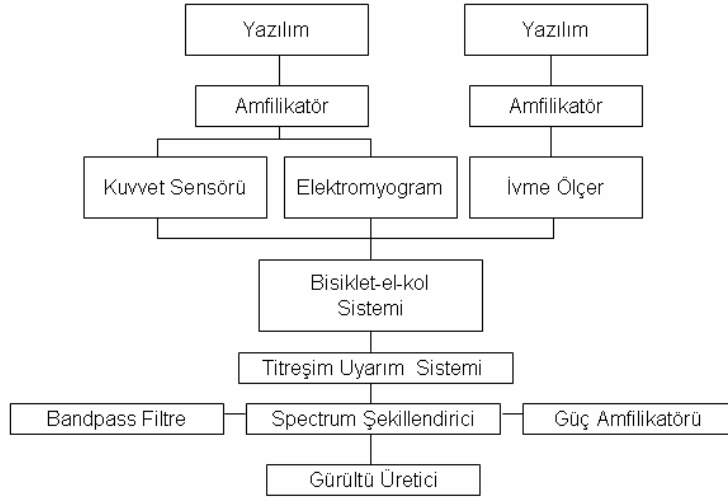 Yazılım
Yazılım
Amfilikatör
Amfilikatör
Kuvvet Sensörü
Elektromyogram
İvme Ölçer
Bisiklet-el-kol
Sistemi
Titreşim Uyarım Sistemi
Bandpass Filtre
Spectrum Şekillendirici
Güç Amfilikatörü
Gürültü Üretici